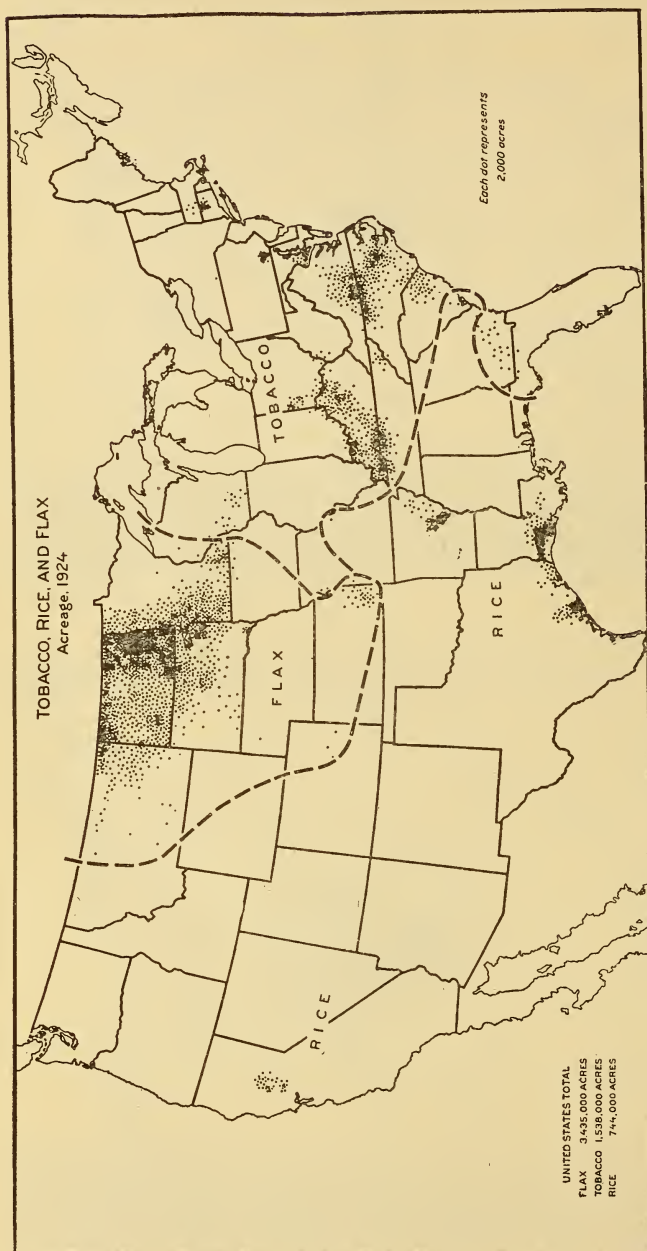 TOBACCO, RICE, AND FLAX
Acreage, 1924
TOBACCO
FLAX
RICE
RICE
Each dot represents
2,000 acres
UNITED STATES TOTAL
FLAX 3,435,000 ACRES
TOBACCO 1,538,000 ACRES
RICE 744,000 ACRES